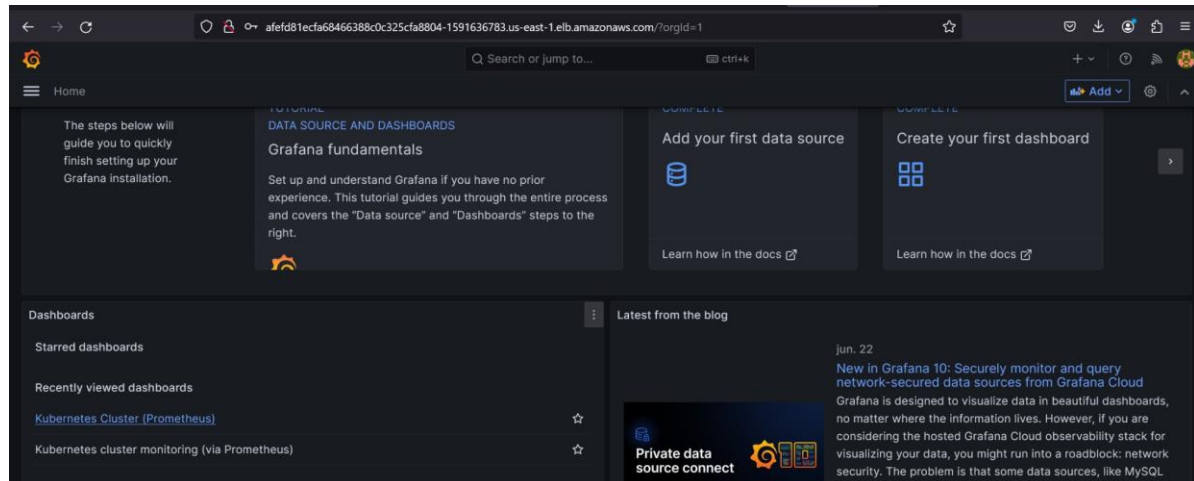 afefd81ecfa68466388c0c325cfa8804-1591636783.us-east-1.elb.amazonaws.com/?orgId=1
Search or jump to...
ctrl+k
Home
Add
The steps below will
guide you to quickly
finish setting up your
Grafana installation.
TUTORIAL
DATA SOURCE AND DASHBOARDS
Grafana fundamentals
Set up and understand Grafana if you have no prior
experience. This tutorial guides you through the entire process
and covers the "Data source" and "Dashboards" steps to the
right.
COMPLETE
Add your first data source
Learn how in the docs
COMPLETE
Create your first dashboard
Learn how in the docs
Dashboards
Starred dashboards
Recently viewed dashboards
Kubernetes Cluster (Prometheus)
Kubernetes cluster monitoring (via Prometheus)
Latest from the blog
Private data
source connect
jun. 22
New in Grafana 10: Securely monitor and query
network-secured data sources from Grafana Cloud
Grafana is designed to visualize data in beautiful dashboards,
no matter where the information lives. However, if you are
considering the hosted Grafana Cloud observability stack for
visualizing your data, you might run into a roadblock: network
security. The problem is that some data sources, like MySQL